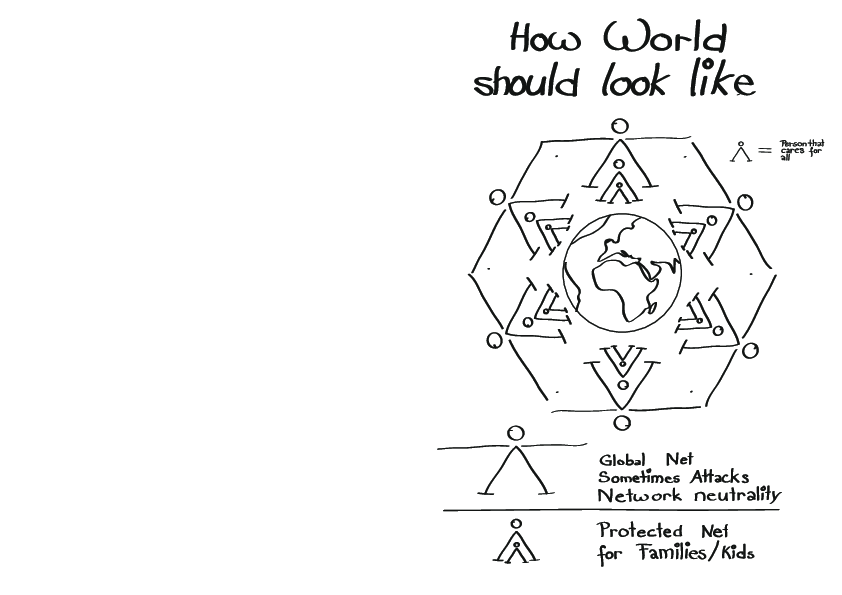 How World
should look like
= Person that
cares for
all
Global Net
Sometimes Attacks
Network neutrality
Protected Net
for Families/Kids